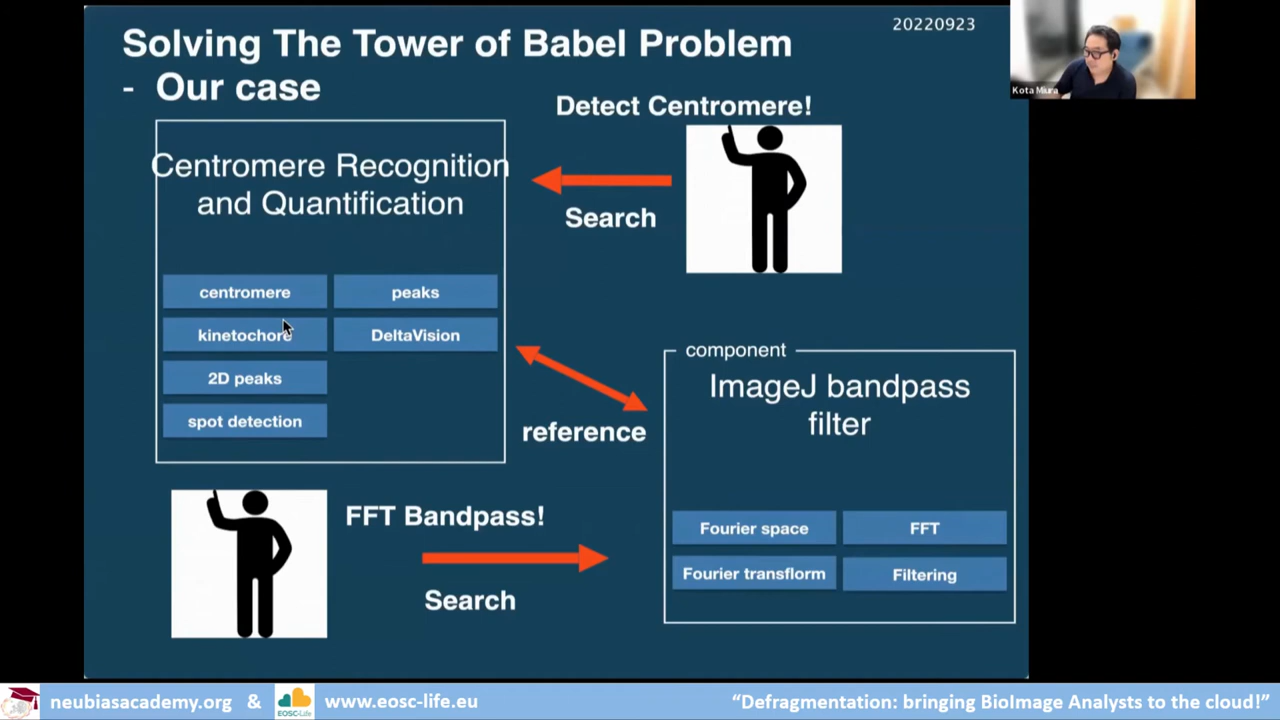 20220923
Solving The Tower of Babel Problem
- Our case
Kota Miura
Detect Centromere!
Centromere Recognition
and Quantification
Search
centromere
peaks
kinetochore
DeltaVision
2D peaks
spot detection
component
ImageJ bandpass
filter
reference
FFT Bandpass!
Search
Fourier space
FFT
Fourier transflorm
Filtering
neubiasacademy.org & EOSC-Life www.eosc-life.eu “Defragmentation: bringing BioImage Analysts to the cloud!”